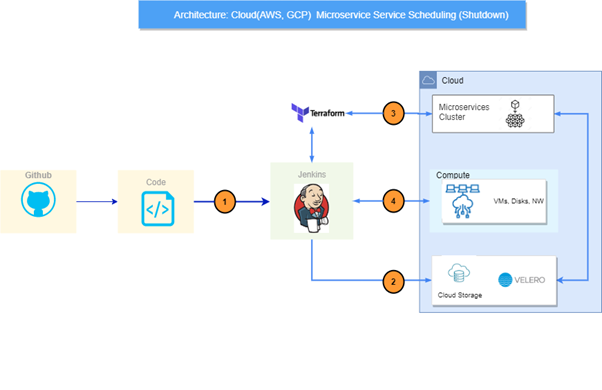 Architecture: Cloud(AWS, GCP) Microservice Service Scheduling (Shutdown)
Cloud
Microservices
Cluster
Terraform
3
Github
Code
1
Jenkins
4
Compute
VMs, Disks, NW
2
Cloud Storage
VELERO